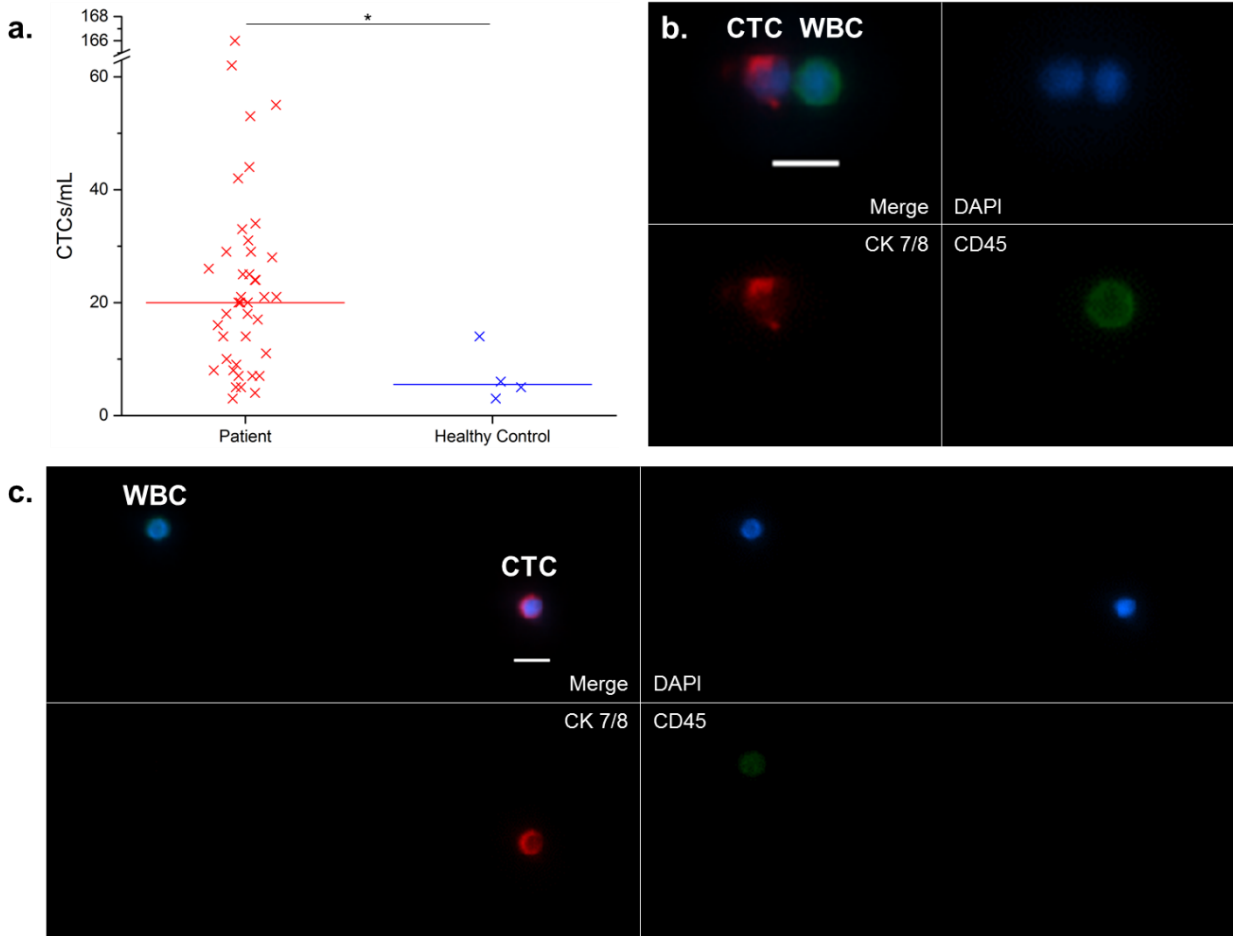 a.
168
166
60
40
20
0
CTCs/mL
*
Patient
Healthy Control
b.
CTC WBC
Merge
DAPI
CK 7/8
CD45
c.
WBC
CTC
Merge
DAPI
CK 7/8
CD45